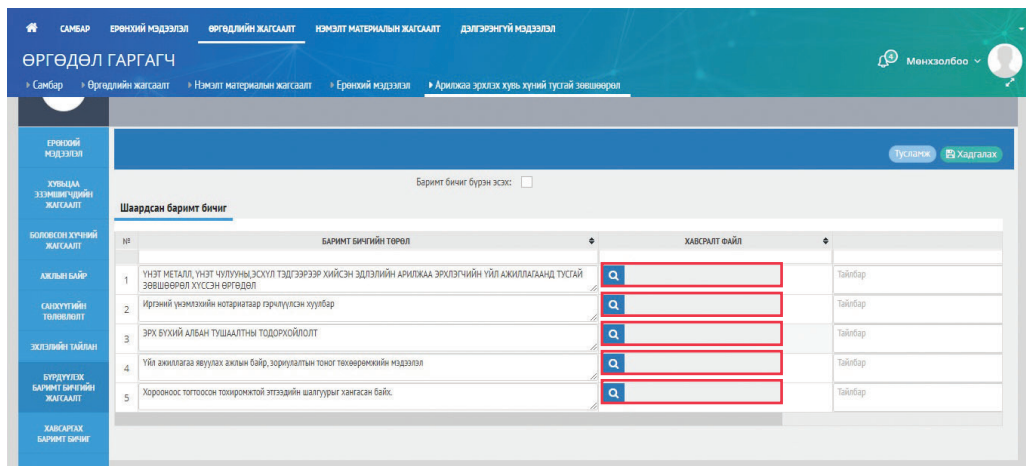 САМБАР ЕРӨНХИЙ МЭДЭЭЛЭЛ ӨРГӨДЛИЙН ЖАГСААЛТ НЭМЭЛТ МАТЕРИАЛЫН ЖАГСААЛТ ДЭЛГЭРЭНГҮЙ МЭДЭЭЛЭЛ
ӨРГӨДӨЛ ГАРГАГЧ
4 Мөнхзолбоо
Самбар Өргөдлийн жагсаалт Нэмэлт материалын жагсаалт Ерөнхий мэдээлэл Арилжаа эрхлэх хувь хүний тусгай зөвшөөрөл
ЕРӨНХИЙ
МЭДЭЭЛЭЛ
Тусламж Хадгалах
Баримт бичиг бүрэн эсэх:
ХУВЬЦАА
ЭЗЭМШИГЧДИЙН
ЖАГСААЛТ
Шаардсан баримт бичиг
БОЛОВСОН ХҮЧНИЙ
ЖАГСААЛТ
№ БАРИМТ БИЧГИЙН ТӨРӨЛ ХАВСРАЛТ ФАЙЛ
АЖЛЫН БАЙР
1 ҮНЭТ МЕТАЛЛ, ҮНЭТ ЧУЛУУНЫ,ЭСХҮЛ ТЭДГЭЭРЭЭР ХИЙСЭН ЭДЛЭЛИЙН АРИЛЖАА ЭРХЛЭГЧИЙН ҮЙЛ АЖИЛЛАГААНД ТУСГАЙ Тайлбар
ЗӨВШӨӨРӨЛ ХҮССЭН ӨРГӨДӨЛ
САНХҮҮГИЙН
ТӨЛӨВЛӨЛТ
2 Иргэний үнэмлэхийн нотариатаар гэрчлүүлсэн хуулбар Тайлбар
3 ЭРХ БҮХИЙ АЛБАН ТУШААЛТНЫ ТОДОРХОЙЛОЛТ Тайлбар
ЭХЛЭЛИЙН ТАЙЛАН
4 Үйл ажиллагаа явуулах ажлын байр, зориулалтын тоног төхөөрөмжийн мэдээлэл Тайлбар
БҮРДҮҮЛЭХ
БАРИМТ БИЧГИЙН
ЖАГСААЛТ
5 Хорооноос тогтоосон тохиромжтой этгээдийн шалгуурыг хангасан байх. Тайлбар
ХАВСАРГАХ
БАРИМТ БИЧИГ